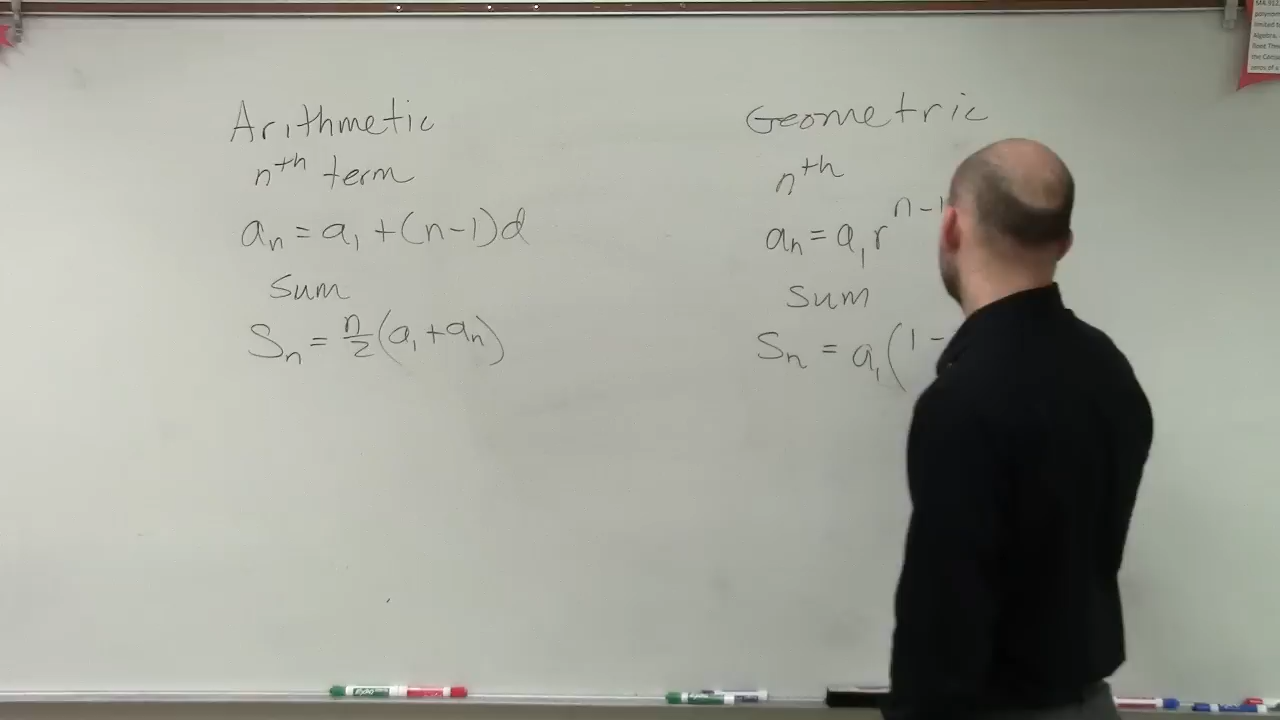 Arithmetic
nth term
aₙ = a₁ + (n-1)d
Sum
Sₙ = n/2 (a₁ + aₙ)
Geometric
nth
aₙ = a₁ r^(n-1
Sum
Sₙ = a₁(1 -